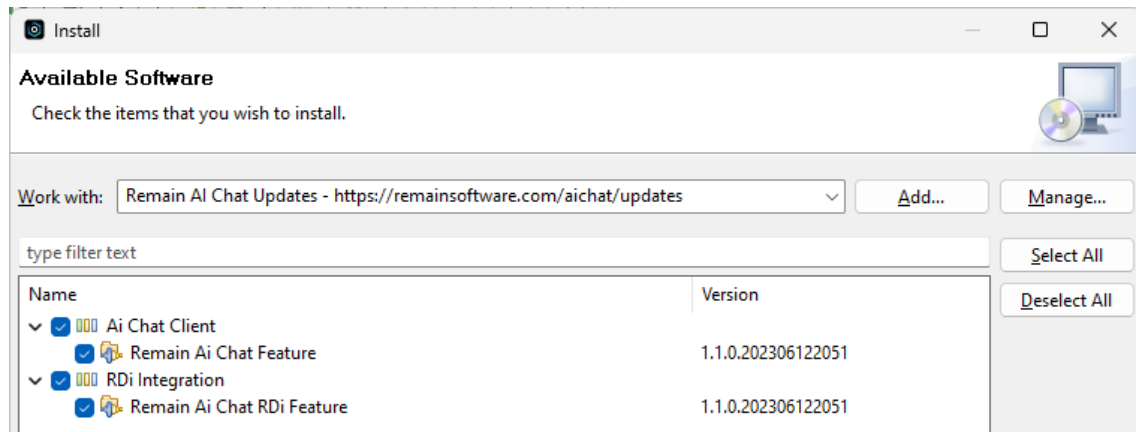 Install
Available Software
Check the items that you wish to install.
Work with: Remain AI Chat Updates - https://remainsoftware.com/aichat/updates Add... Manage...
type filter text Select All
Name Version Deselect All
Ai Chat Client
Remain Ai Chat Feature 1.1.0.202306122051
RDi Integration
Remain Ai Chat RDi Feature 1.1.0.202306122051